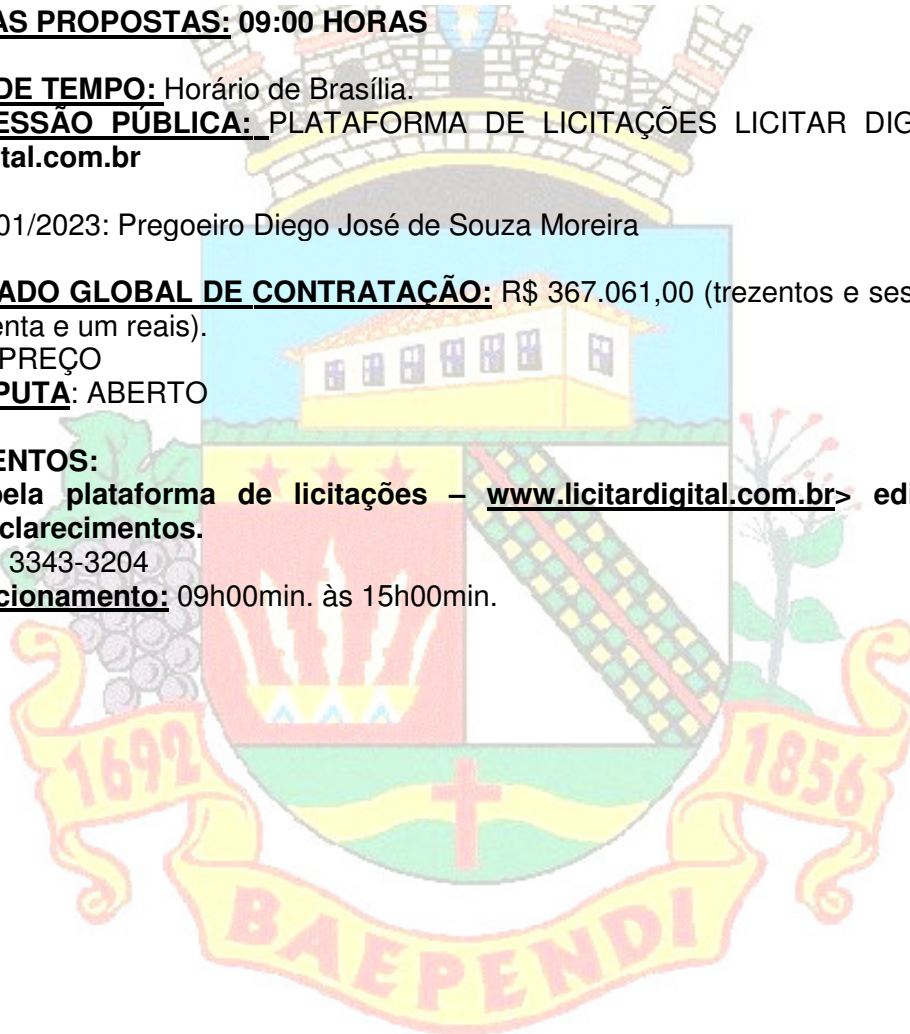 AS PROPOSTAS: 09:00 HORAS
DE TEMPO: Horário de Brasília.
ESSÃO PÚBLICA: PLATAFORMA DE LICITAÇÕES LICITAR DIG
tal.com.br
01/2023: Pregoeiro Diego José de Souza Moreira
ADO GLOBAL DE CONTRATAÇÃO: R$ 367.061,00 (trezentos e ses
enta e um reais).
PREÇO
PUTA: ABERTO
ENTOS:
pela plataforma de licitações – www.licitardigital.com.br> edi
clarecimentos.
3343-3204
cionamento: 09h00min. às 15h00min.
1692
1856
BAEPENDI